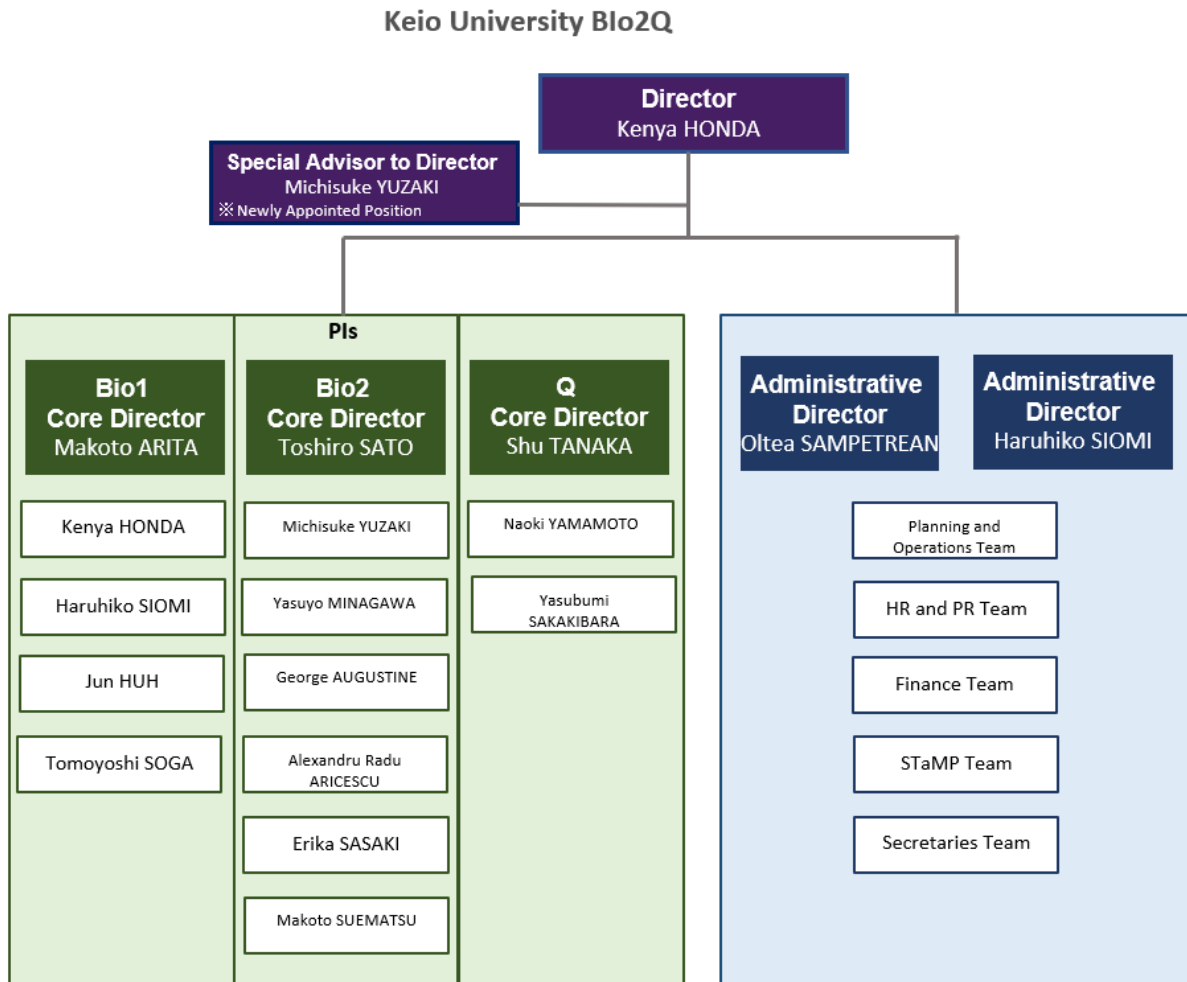 Keio University BIo2Q
Director
Kenya HONDA
Special Advisor to Director
Michisuke YUZAKI
※ Newly Appointed Position
PIs
Bio1
Core Director
Makoto ARITA
Kenya HONDA
Haruhiko SIOMI
Jun HUH
Tomoyoshi SOGA
Bio2
Core Director
Toshiro SATO
Michisuke YUZAKI
Yasuyo MINAGAWA
George AUGUSTINE
Alexandru Radu
ARICESCU
Erika SASAKI
Makoto SUEMATSU
Q
Core Director
Shu TANAKA
Naoki YAMAMOTO
Yasubumi
SAKAKIBARA
Administrative
Director
Oltea SAMPETREAN
Administrative
Director
Haruhiko SIOMI
Planning and
Operations Team
HR and PR Team
Finance Team
STaMP Team
Secretaries Team